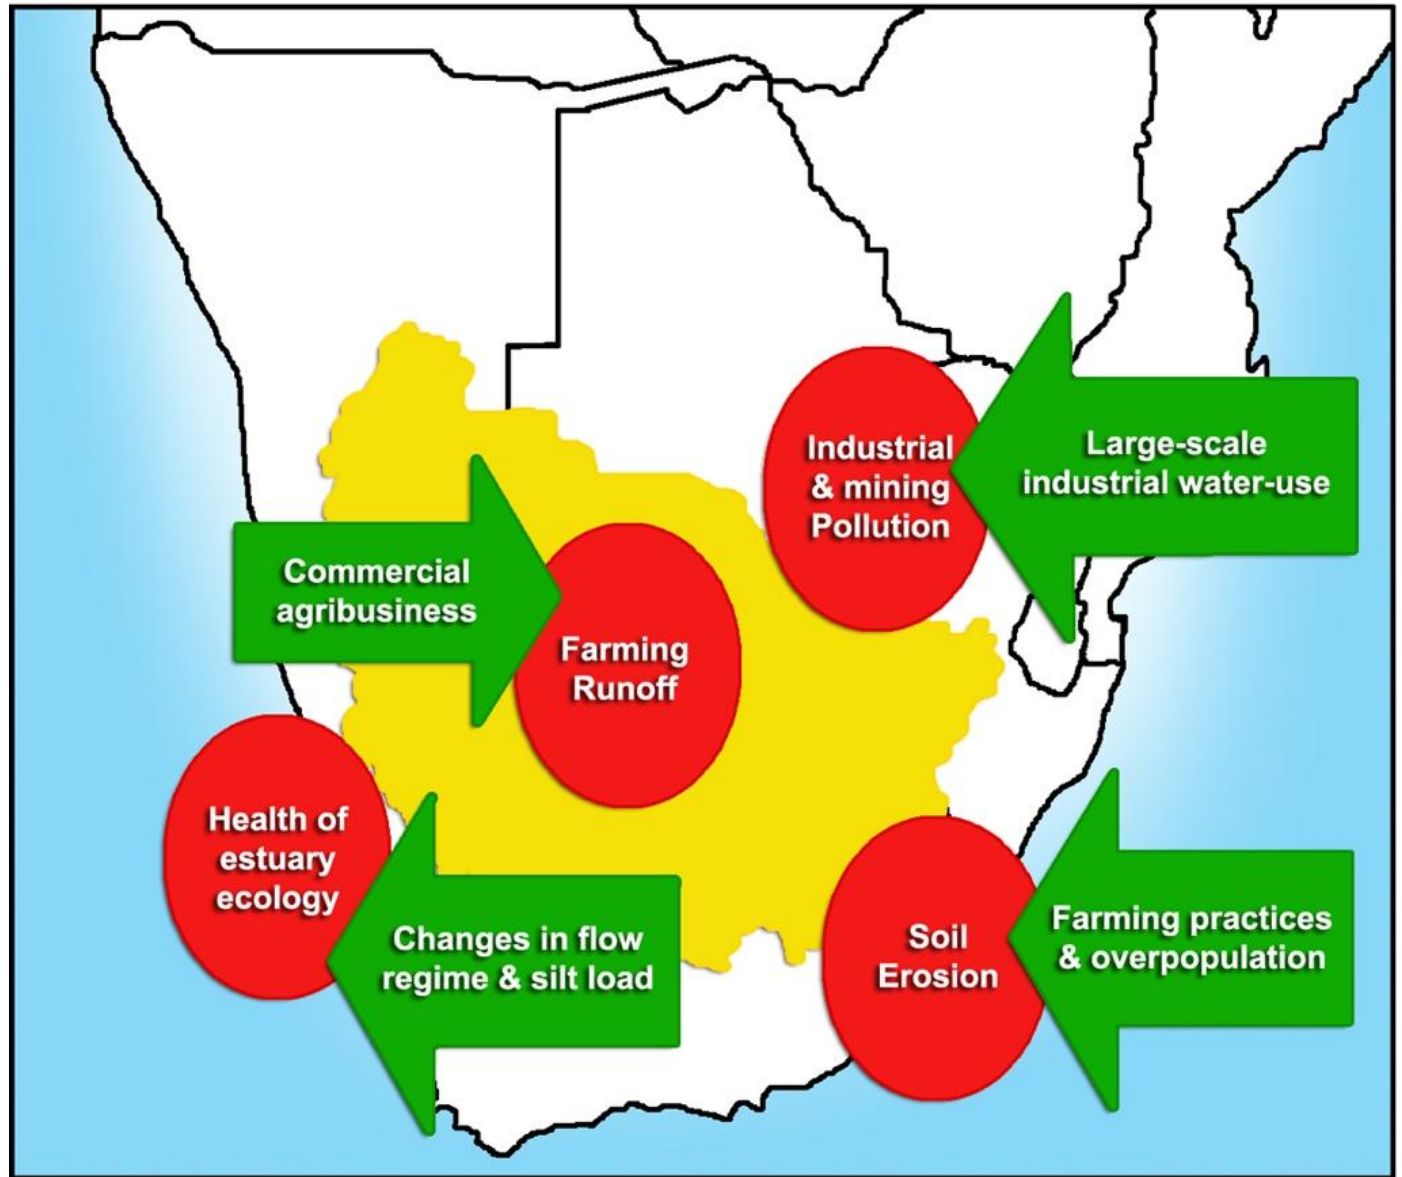 Industrial
& mining
Pollution
Large-scale
industrial water-use
Commercial
agribusiness
Farming
Runoff
Health of
estuary
ecology
Changes in flow
regime & silt load
Soil
Erosion
Farming practices
& overpopulation